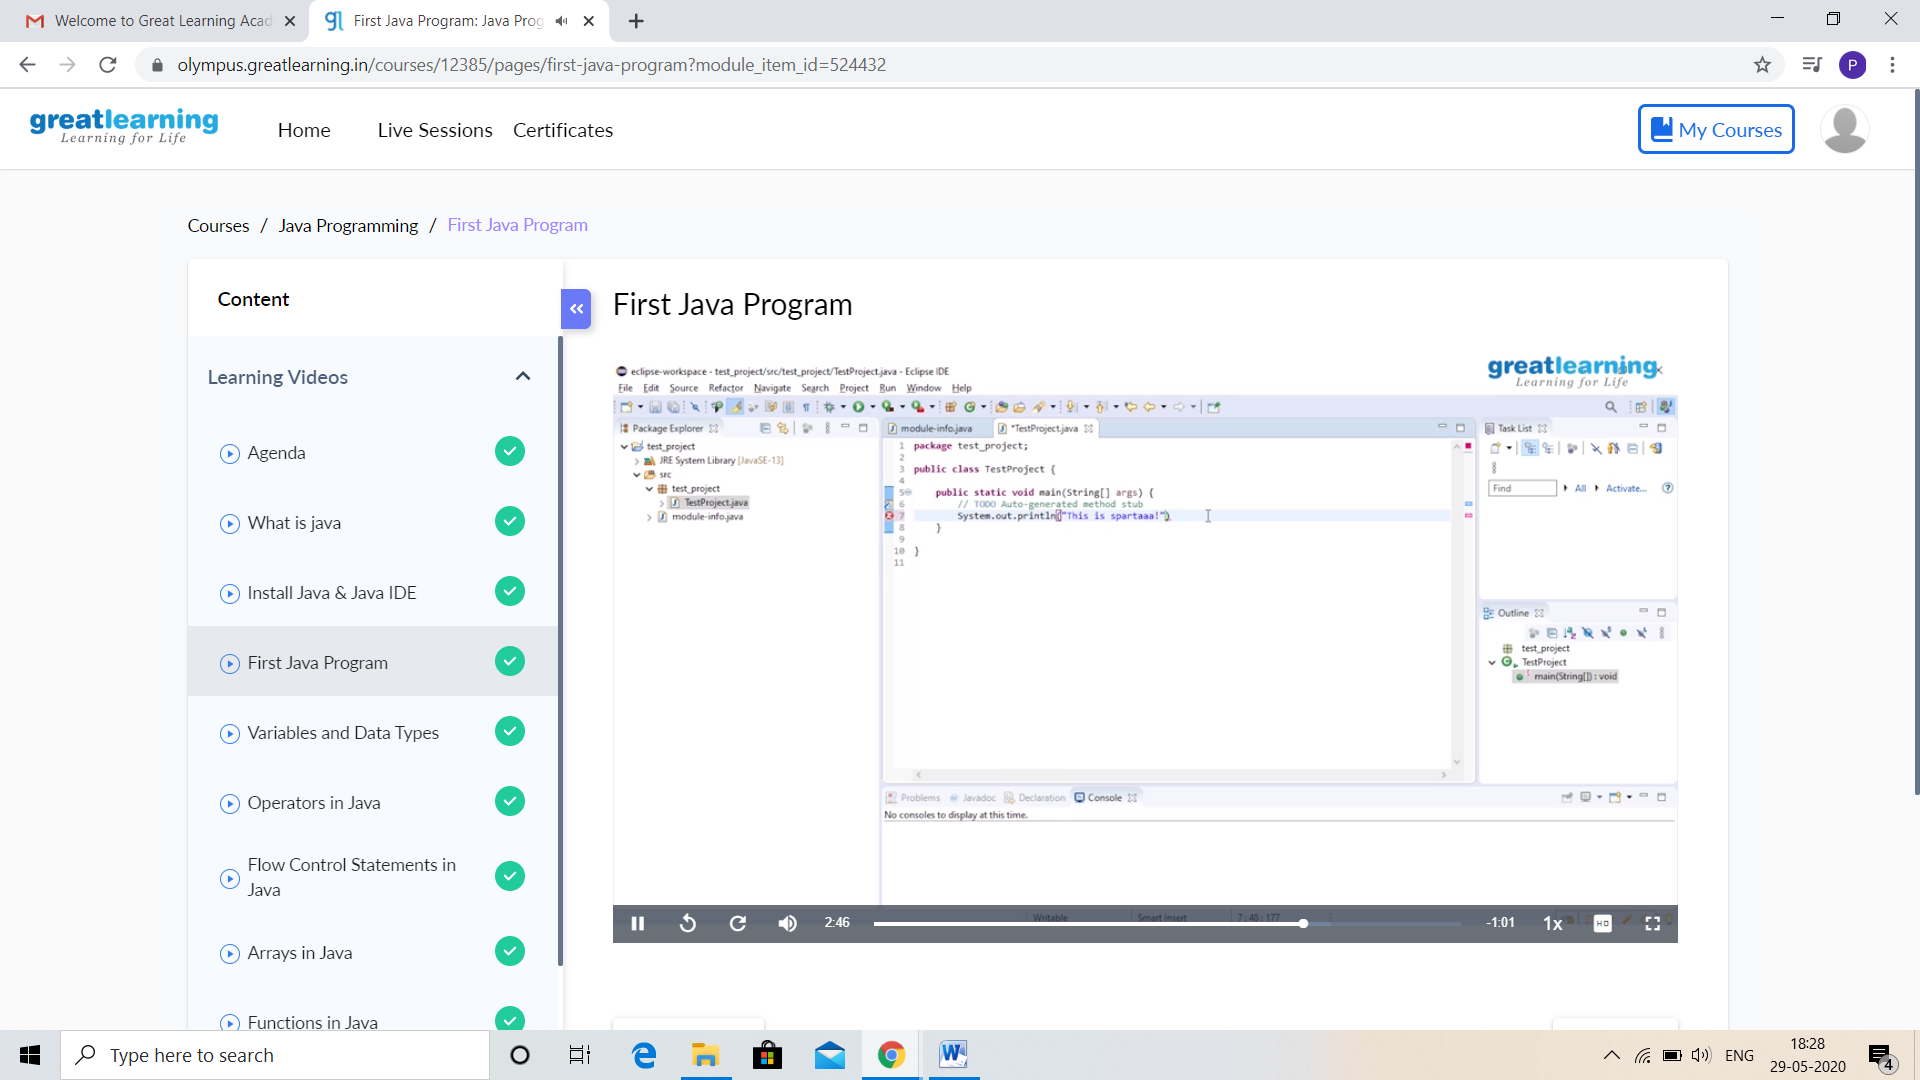 Welcome to Great Learning Acad
First Java Program: Java Prog
olympus.greatlearning.in/courses/12385/pages/first-java-program?module_item_id=524432
P
greatlearning
Learning for Life
Home
Live Sessions
Certificates
My Courses
Courses / Java Programming / First Java Program
Content
Learning Videos
Agenda
What is java
Install Java & Java IDE
First Java Program
Variables and Data Types
Operators in Java
Flow Control Statements in
Java
Arrays in Java
Functions in Java
First Java Program
eclipse-workspace - test_project/src/test_project/TestProject.java - Eclipse IDE
greatlearning
Learning for Life
File Edit Source Refactor Navigate Search Project Run Window Help
Package Explorer
test_project
JRE System Library [JavaSE-13]
src
test_project
TestProject.java
module-info.java
module-info.java
*TestProject.java
1 package test_project;
2
3 public class TestProject {
4
5 public static void main(String[] args) {
6 // TODO Auto-generated method stub
7 System.out.println("This is spartaaa!")
8 }
9
10 }
11
Task List
Find
All
Activate...
Outline
test_project
TestProject
main(String[]) : void
Problems
Javadoc
Declaration
Console
No consoles to display at this time.
Writable
Smart Insert
7 : 48 : 177
2:46
-1:01
1x
HD
Type here to search
ENG
18:28
29-05-2020
4